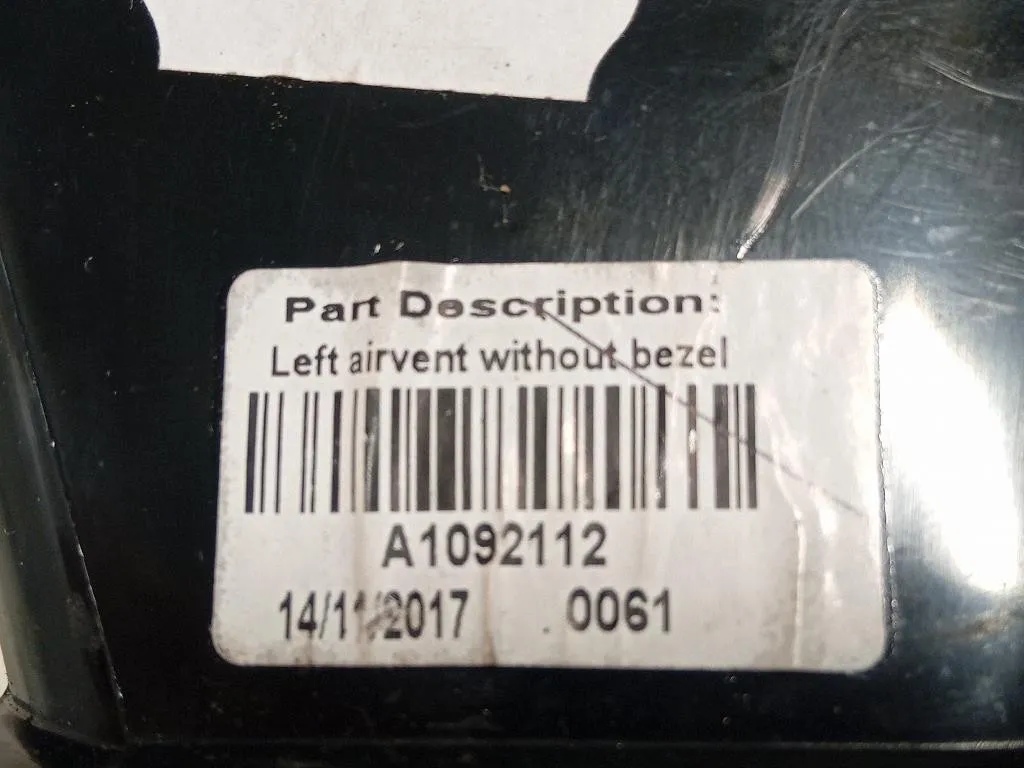 Part Description:
Left airvent without bezel
A1092112
14/11/2017 0061